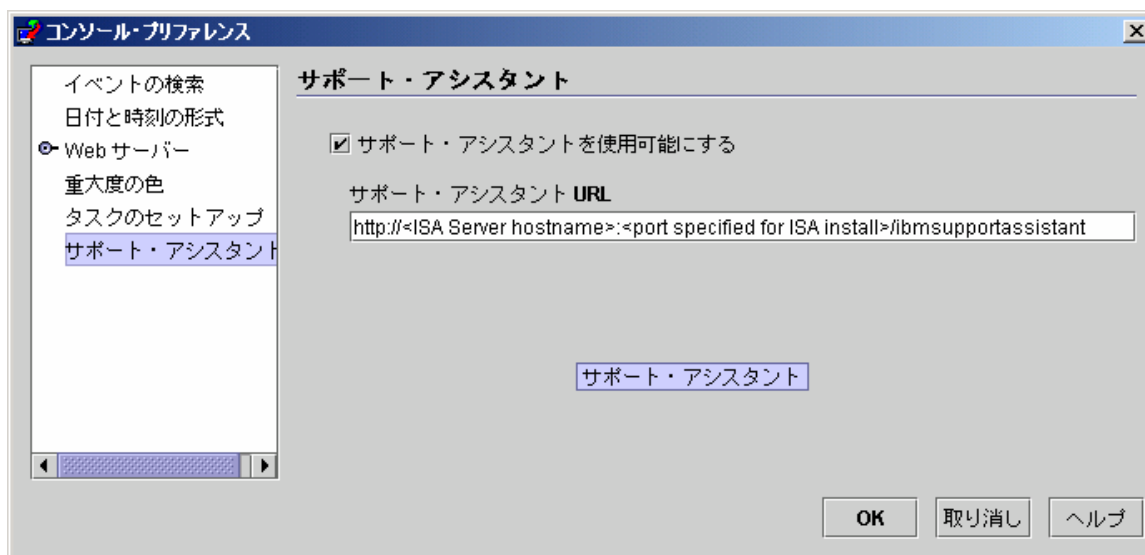 コンソール・プリファレンス
イベントの検索
日付と時刻の形式
Web サーバー
重大度の色
タスクのセットアップ
サポート・アシスタント
サポート・アシスタント
サポート・アシスタントを使用可能にする
サポート・アシスタント URL
http://<ISA Server hostname>:<port specified for ISA install>/ibmsupportassistant
サポート・アシスタント
OK
取り消し
ヘルプ